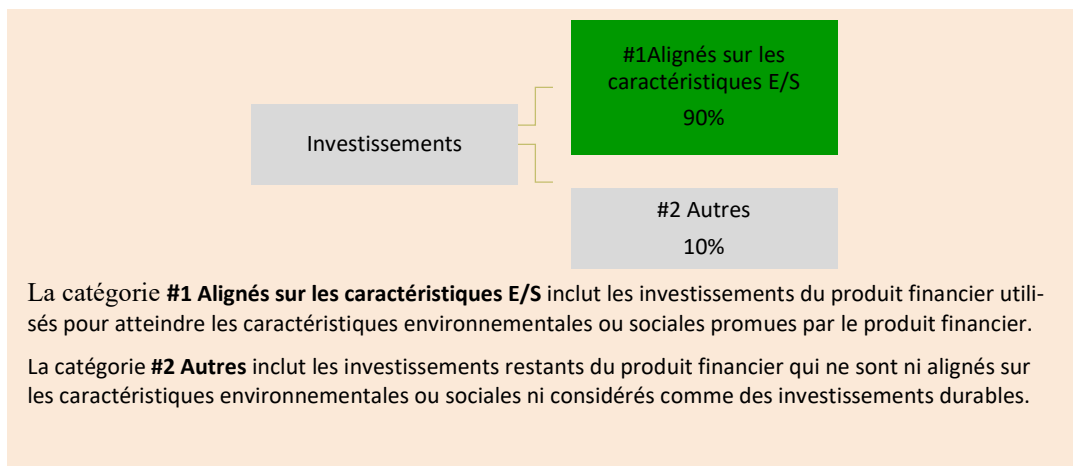 #1Alignés sur les
caractéristiques E/S
90%
Investissements
#2 Autres
10%
La catégorie #1 Alignés sur les caractéristiques E/S inclut les investissements du produit financier utili-
sés pour atteindre les caractéristiques environnementales ou sociales promues par le produit financier.
La catégorie #2 Autres inclut les investissements restants du produit financier qui ne sont ni alignés sur
les caractéristiques environnementales ou sociales ni considérés comme des investissements durables.